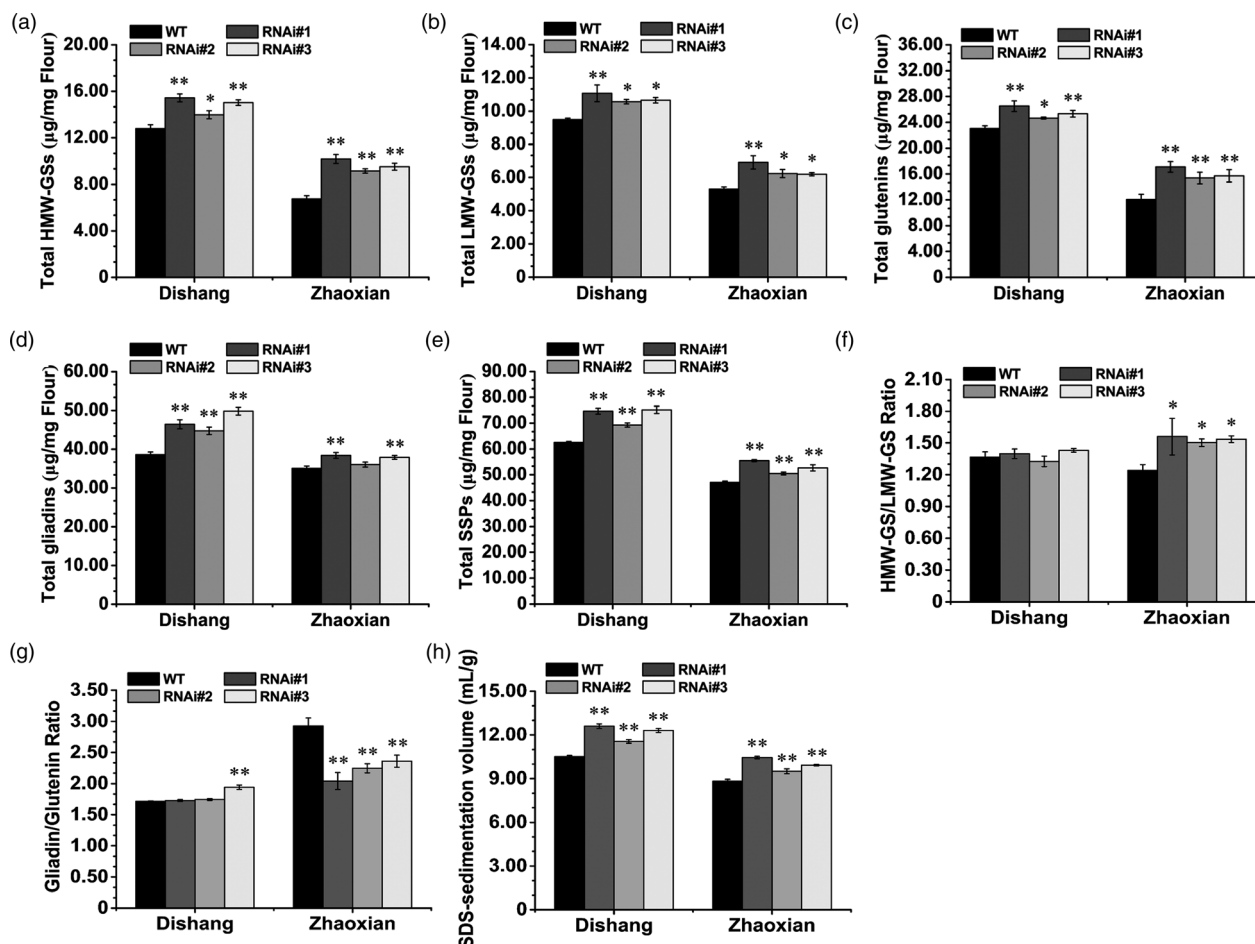 (a)
WT RNAi#1
RNAi#2 RNAi#3
Total HMW-GSs (µg/mg Flour)
20.00
16.00
12.00
8.00
4.00
0
** * **
** ** **
Dishang Zhaoxian
(b)
WT RNAi#1
RNAi#2 RNAi#3
Total LMW-GSs (µg/mg Flour)
14.00
12.00
10.00
8.00
6.00
4.00
2.00
0
** * *
** * *
Dishang Zhaoxian
(c)
WT RNAi#1
RNAi#2 RNAi#3
Total glutenins (µg/mg Flour)
36.00
32.00
28.00
24.00
20.00
16.00
12.00
8.00
4.00
0
** * **
** ** **
Dishang Zhaoxian
(d)
WT RNAi#1
RNAi#2 RNAi#3
Total gliadins (µg/mg Flour)
60.00
50.00
40.00
30.00
20.00
10.00
0
** ** **
** **
Dishang Zhaoxian
(e)
WT RNAi#1
RNAi#2 RNAi#3
Total SSPs (µg/mg Flour)
90.00
80.00
70.00
60.00
50.00
40.00
30.00
20.00
10.00
0
** ** **
** ** **
Dishang Zhaoxian
(f)
WT RNAi#1
RNAi#2 RNAi#3
HMW-GS/LMW-GS Ratio
2.10
1.80
1.50
1.20
0.90
0.60
0.30
0
* * *
Dishang Zhaoxian
(g)
WT RNAi#1
RNAi#2 RNAi#3
Gliadin/Glutenin Ratio
3.50
3.00
2.50
2.00
1.50
1.00
0.50
0
**
** ** **
Dishang Zhaoxian
(h)
WT RNAi#1
RNAi#2 RNAi#3
SDS-sedimentation volume (mL/g)
15.00
12.00
9.00
6.00
3.00
0
** ** **
** ** **
Dishang Zhaoxian